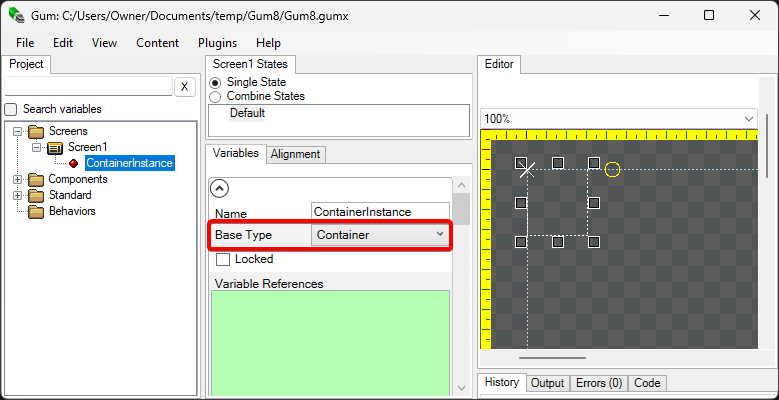 Gum: C:/Users/Owner/Documents/temp/Gum8/Gum8.gumx
File Edit View Content Plugins Help
Project
X
Search variables
Screens
Screen1
ContainerInstance
Components
Standard
Behaviors
Screen1 States
Single State
Combine States
Default
Variables Alignment
Name ContainerInstance
Base Type Container
Locked
Variable References
Editor
100%
History Output Errors (0) Code